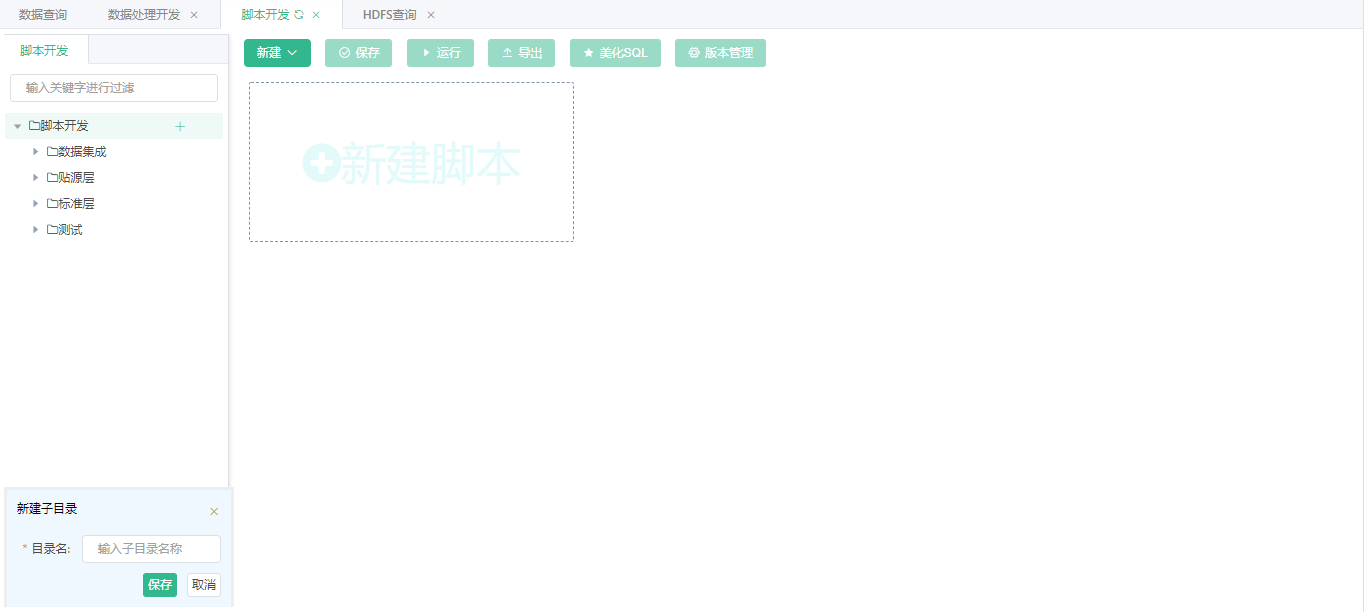 数据查询 数据处理开发 脚本开发 HDFS查询
脚本开发
新建 保存 运行 导出 美化SQL 版本管理
输入关键字进行过滤
脚本开发
数据集成
贴源层
标准层
测试
新建脚本
新建子目录
* 目录名: 输入子目录名称
保存 取消